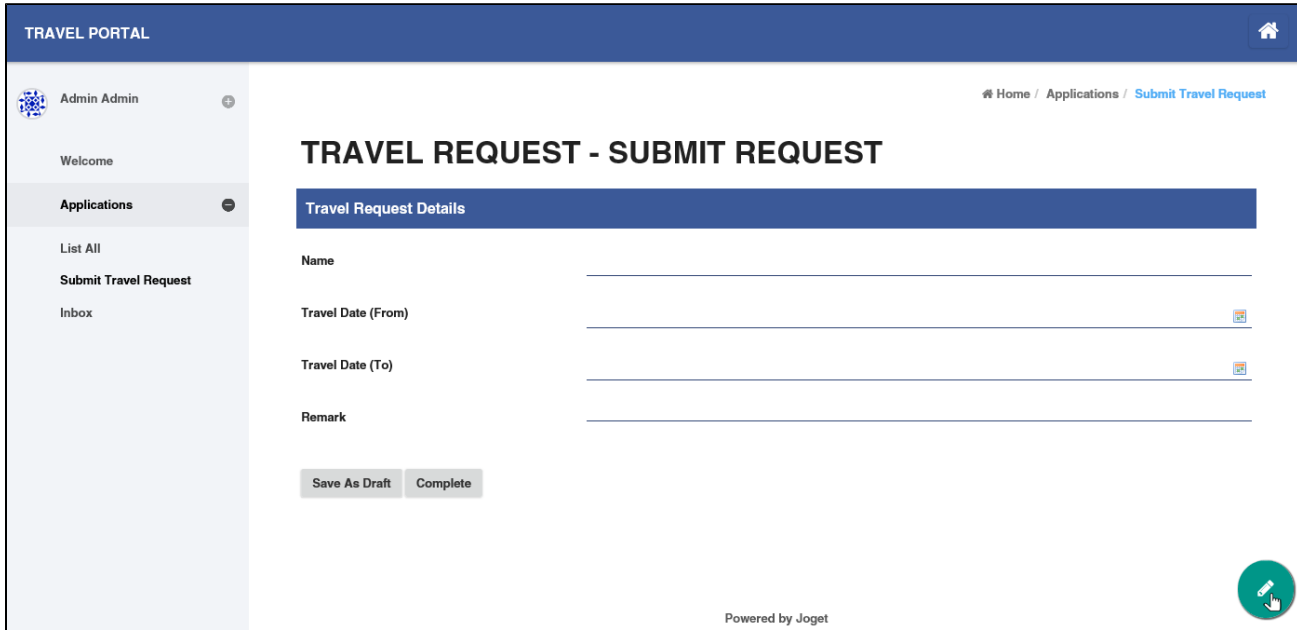 TRAVEL PORTAL
Admin Admin
Home / Applications / Submit Travel Request
Welcome
Applications
List All
Submit Travel Request
Inbox
TRAVEL REQUEST - SUBMIT REQUEST
Travel Request Details
Name
Travel Date (From)
Travel Date (To)
Remark
Save As Draft Complete
Powered by Joget